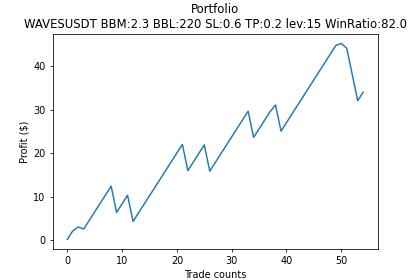 Portfolio
WAVESUSDT BBM:2.3 BBL:220 SL:0.6 TP:0.2 lev:15 WinRatio:82.0
Profit ($)
40
30
20
10
0
0 10 20 30 40 50
Trade counts